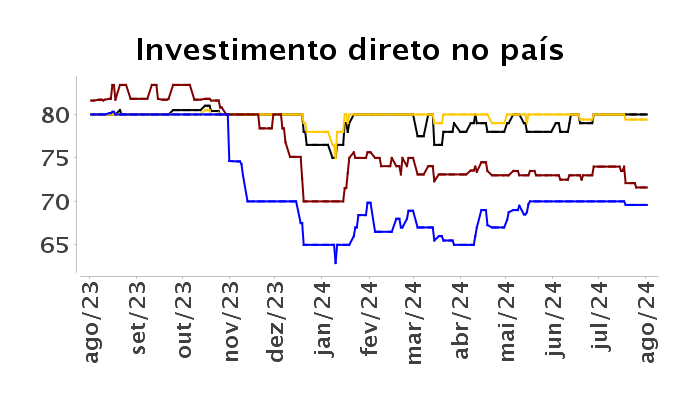 Investimento direto no país
80
75
70
65
ago/23
set/23
out/23
nov/23
dez/23
jan/24
fev/24
mar/24
abr/24
mai/24
jun/24
jul/24
ago/24